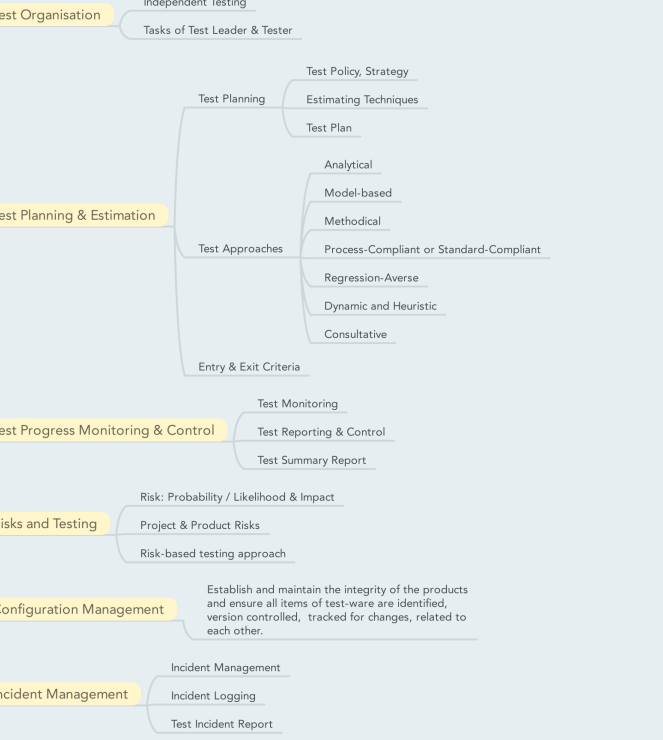 Independent Testing
est Organisation
Tasks of Test Leader & Tester
Test Policy, Strategy
Test Planning
Estimating Techniques
Test Plan
Analytical
Model-based
Methodical
est Planning & Estimation
Test Approaches
Process-Compliant or Standard-Compliant
Regression-Averse
Dynamic and Heuristic
Consultative
Entry & Exit Criteria
Test Monitoring
est Progress Monitoring & Control
Test Reporting & Control
Test Summary Report
Risk: Probability / Likelihood & Impact
isks and Testing
Project & Product Risks
Risk-based testing approach
Configuration Management
Establish and maintain the integrity of the products
and ensure all items of test-ware are identified,
version controlled,  tracked for changes, related to
each other.
Incident Management
ncident Management
Incident Logging
Test Incident Report